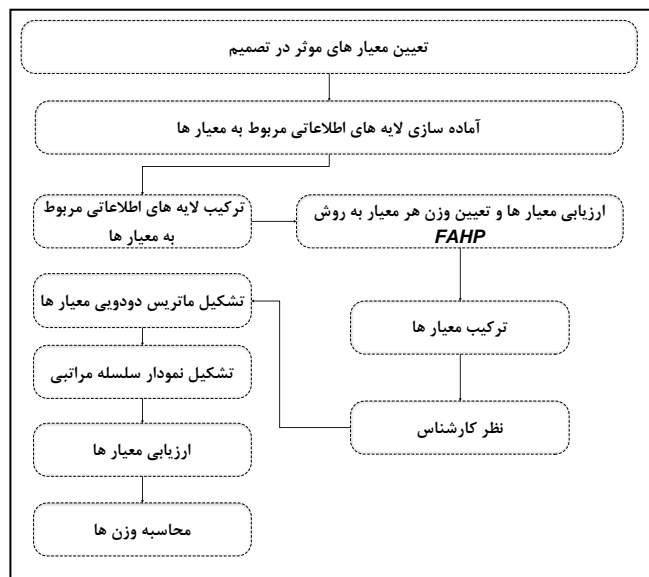 تعیین معیار های موثر در تصمیم
آماده سازی لایه های اطلاعاتی مربوط به معیار ها
ترکیب لایه های اطلاعاتی مربوط
به معیار ها
ارزیابی معیار ها و تعیین وزن هر معیار به روش
FAHP
ترکیب معیار ها
نظر کارشناس
تشکیل ماتریس دودویی معیار ها
تشکیل نمودار سلسله مراتبی
ارزیابی معیار ها
محاسبه وزن ها